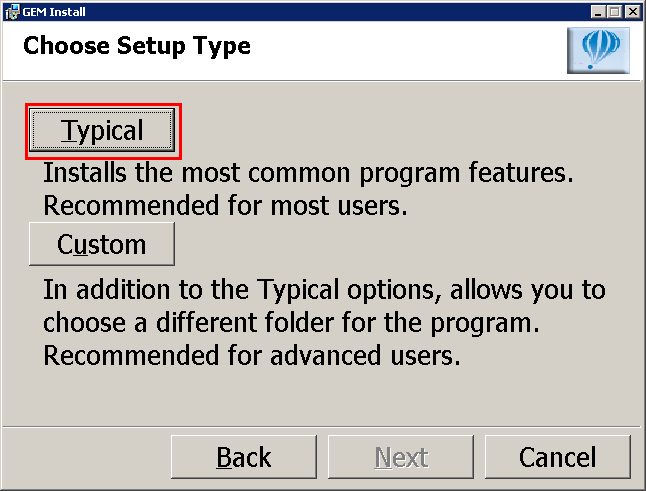 GEM Install
Choose Setup Type
Typical
Installs the most common program features.
Recommended for most users.
Custom
In addition to the Typical options, allows you to
choose a different folder for the program.
Recommended for advanced users.
Back
Next
Cancel